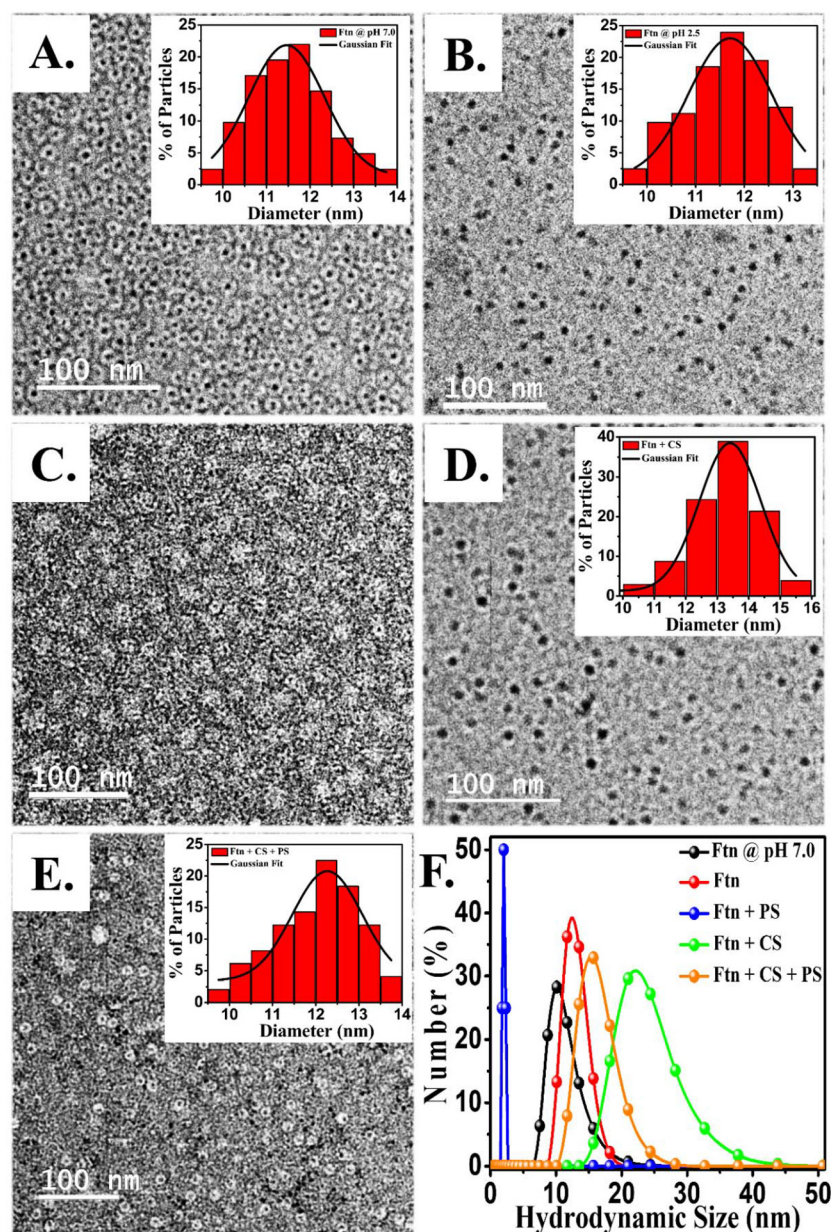 A.
Ftn @ pH 7.0
Gaussian Fit
25
20
15
10
5
0
% of Particles
10 11 12 13 14
Diameter (nm)
100 nm
B.
Ftn @ pH 2.5
Gaussian Fit
25
20
15
10
5
0
% of Particles
10 11 12 13
Diameter (nm)
100 nm
C.
100 nm
D.
Ftn + CS
Gaussian Fit
40
30
20
10
0
% of Particles
10 11 12 13 14 15 16
Diameter (nm)
100 nm
E.
Ftn + CS + PS
Gaussian Fit
25
20
15
10
5
0
% of Particles
10 11 12 13 14
Diameter (nm)
100 nm
F.
Ftn @ pH 7.0
Ftn
Ftn + PS
Ftn + CS
Ftn + CS + PS
50
40
30
20
10
0
Number (%)
0 10 20 30 40 50
Hydrodynamic Size (nm)